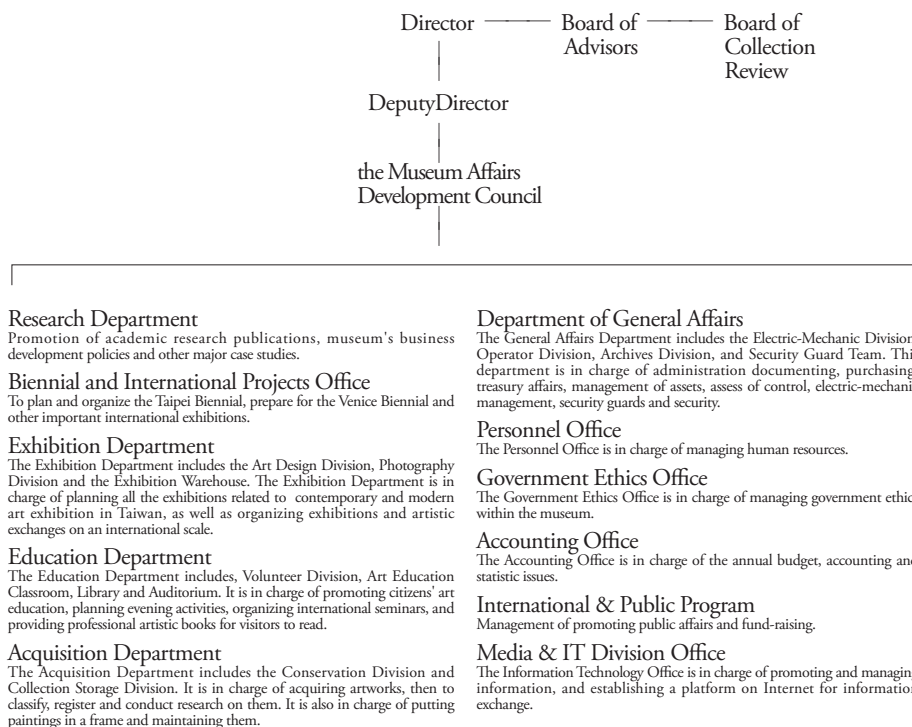 Director
Board of
Advisors
Board of
Collection
Review
DeputyDirector
the Museum Affairs
Development Council
Research Department
Promotion of academic research publications, museum's business
development policies and other major case studies.
Biennial and International Projects Office
To plan and organize the Taipei Biennial, prepare for the Venice Biennial and
other important international exhibitions.
Exhibition Department
The Exhibition Department includes the Art Design Division, Photography
Division and the Exhibition Warehouse. The Exhibition Department is in
charge of planning all the exhibitions related to contemporary and modern
art exhibition in Taiwan, as well as organizing exhibitions and artistic
exchanges on an international scale.
Education Department
The Education Department includes, Volunteer Division, Art Education
Classroom, Library and Auditorium. It is in charge of promoting citizens' art
education, planning evening activities, organizing international seminars, and
providing professional artistic books for visitors to read.
Acquisition Department
The Acquisition Department includes the Conservation Division and
Collection Storage Division. It is in charge of acquiring artworks, then to
classify, register and conduct research on them. It is also in charge of putting
paintings in a frame and maintaining them.
Department of General Affairs
The General Affairs Department includes the Electric-Mechanic Division
Operator Division, Archives Division, and Security Guard Team. Thi
department is in charge of administration documenting, purchasing
treasury affairs, management of assets, assess of control, electric-mechani
management, security guards and security.
Personnel Office
The Personnel Office is in charge of managing human resources.
Government Ethics Office
The Government Ethics Office is in charge of managing government ethic
within the museum.
Accounting Office
The Accounting Office is in charge of the annual budget, accounting and
statistic issues.
International & Public Program
Management of promoting public affairs and fund-raising.
Media & IT Division Office
The Information Technology Office is in charge of promoting and managing
information, and establishing a platform on Internet for information
exchange.